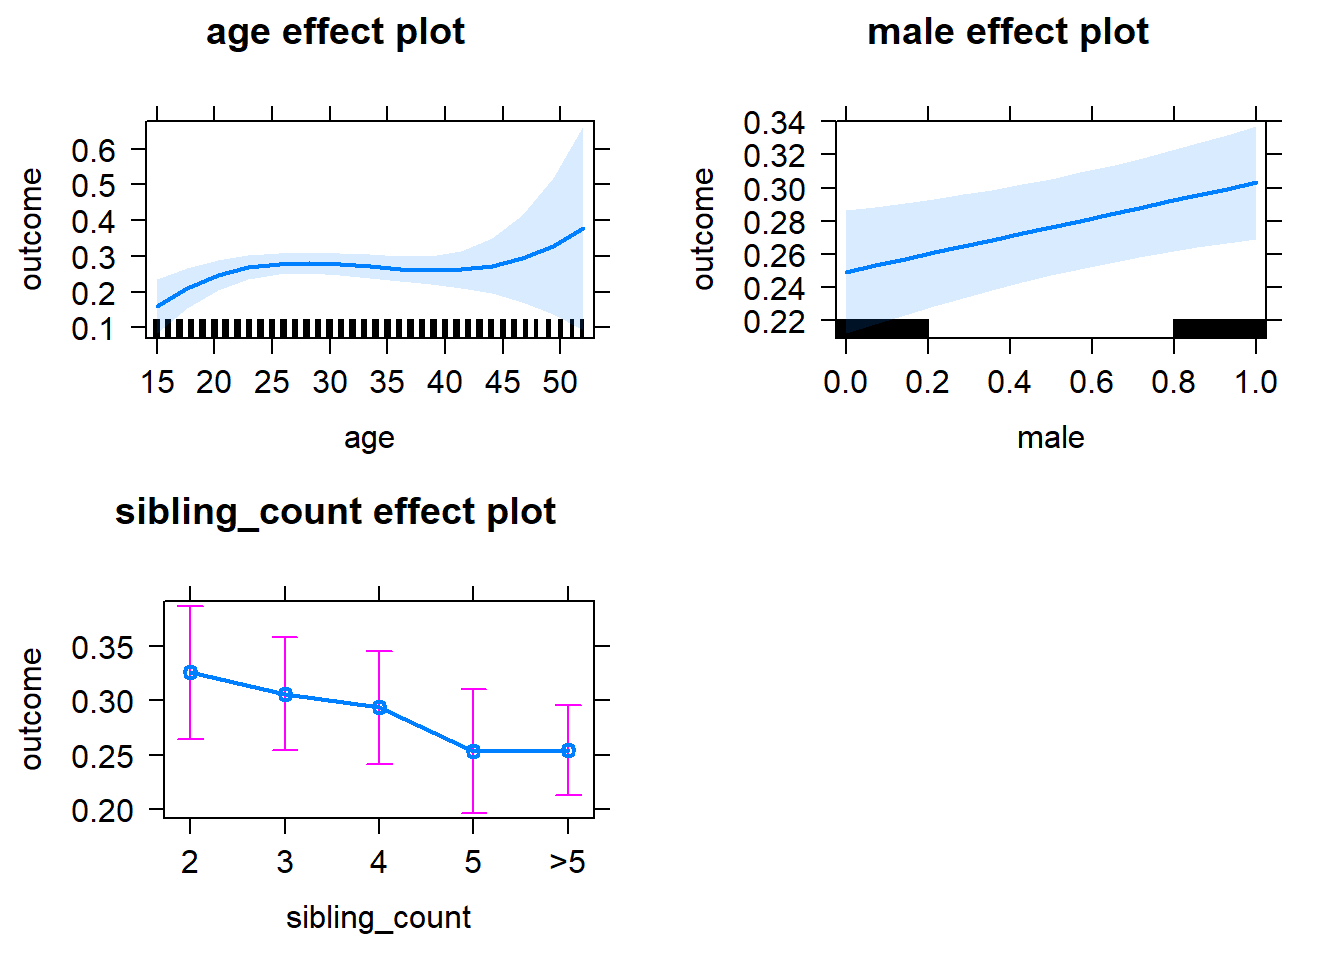 age effect plot
outcome
0.6
0.5
0.4
0.3
0.2
0.1
15 20 25 30 35 40 45 50
age
male effect plot
outcome
0.34
0.32
0.30
0.28
0.26
0.24
0.22
0.0 0.2 0.4 0.6 0.8 1.0
male
sibling_count effect plot
outcome
0.35
0.30
0.25
0.20
2 3 4 5 >5
sibling_count